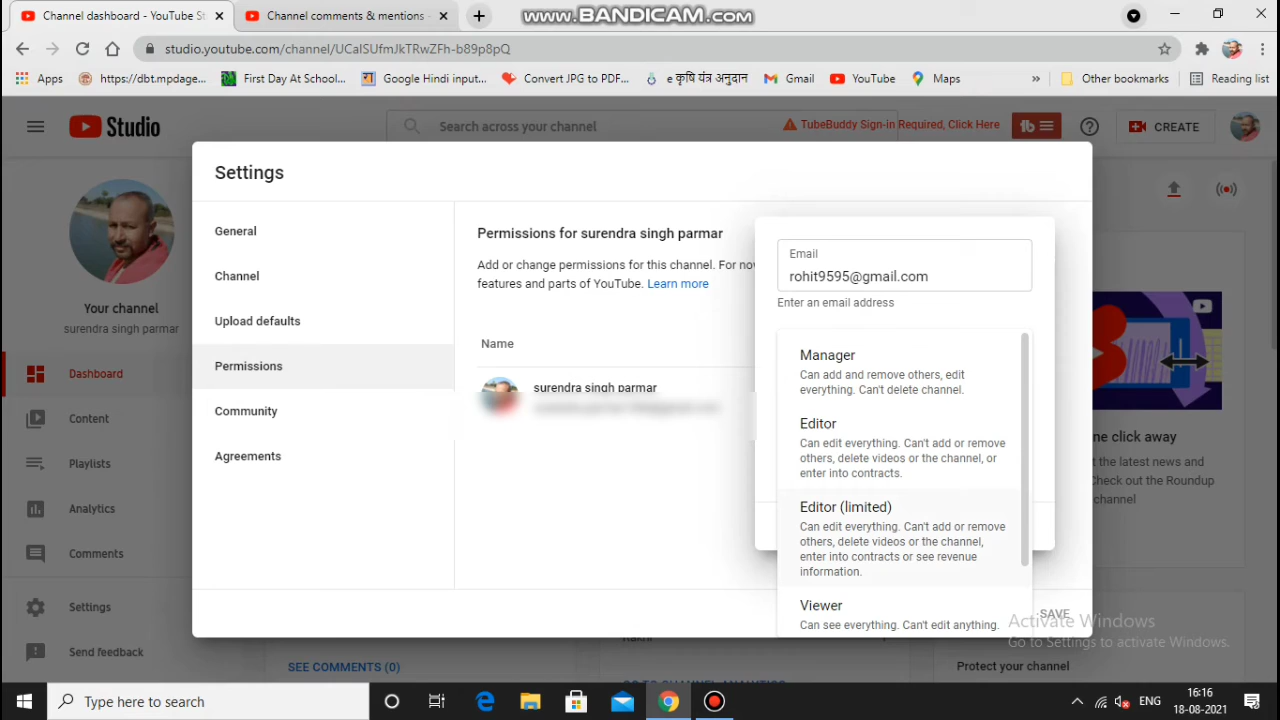 Channel dashboard - YouTube St
Channel comments & mentions -
www.BANDICAM.com
studio.youtube.com/channel/UCaISUfmJkTRwZFh-b89p8pQ
Apps
https://dbt.mpdage...
First Day At School...
Google Hindi input...
Convert JPG to PDF...
e कृषि यंत्र अनुदान
Gmail
YouTube
Maps
»
Other bookmarks
Reading list
Studio
Search across your channel
TubeBuddy Sign-in Required, Click Here
tb
CREATE
Settings
Your channel
surendra singh parmar
Dashboard
Content
Playlists
Analytics
Comments
Settings
Send feedback
General
Channel
Upload defaults
Permissions
Community
Agreements
Permissions for surendra singh parmar
Add or change permissions for this channel. For now
features and parts of YouTube. Learn more
Name
surendra singh parmar
Email
rohit9595@gmail.com
Enter an email address
Manager
Can add and remove others, edit
everything. Can't delete channel.
Editor
Can edit everything. Can't add or remove
others, delete videos or the channel, or
enter into contracts.
Editor (limited)
Can edit everything. Can't add or remove
others, delete videos or the channel,
enter into contracts or see revenue
information.
Viewer
Can see everything. Can't edit anything.
SAVE
ne click away
t the latest news and
Check out the Roundup
channel
Activate Windows
Go to Settings to activate Windows.
SEE COMMENTS (0)
Protect your channel
Type here to search
ENG
16:16
18-08-2021